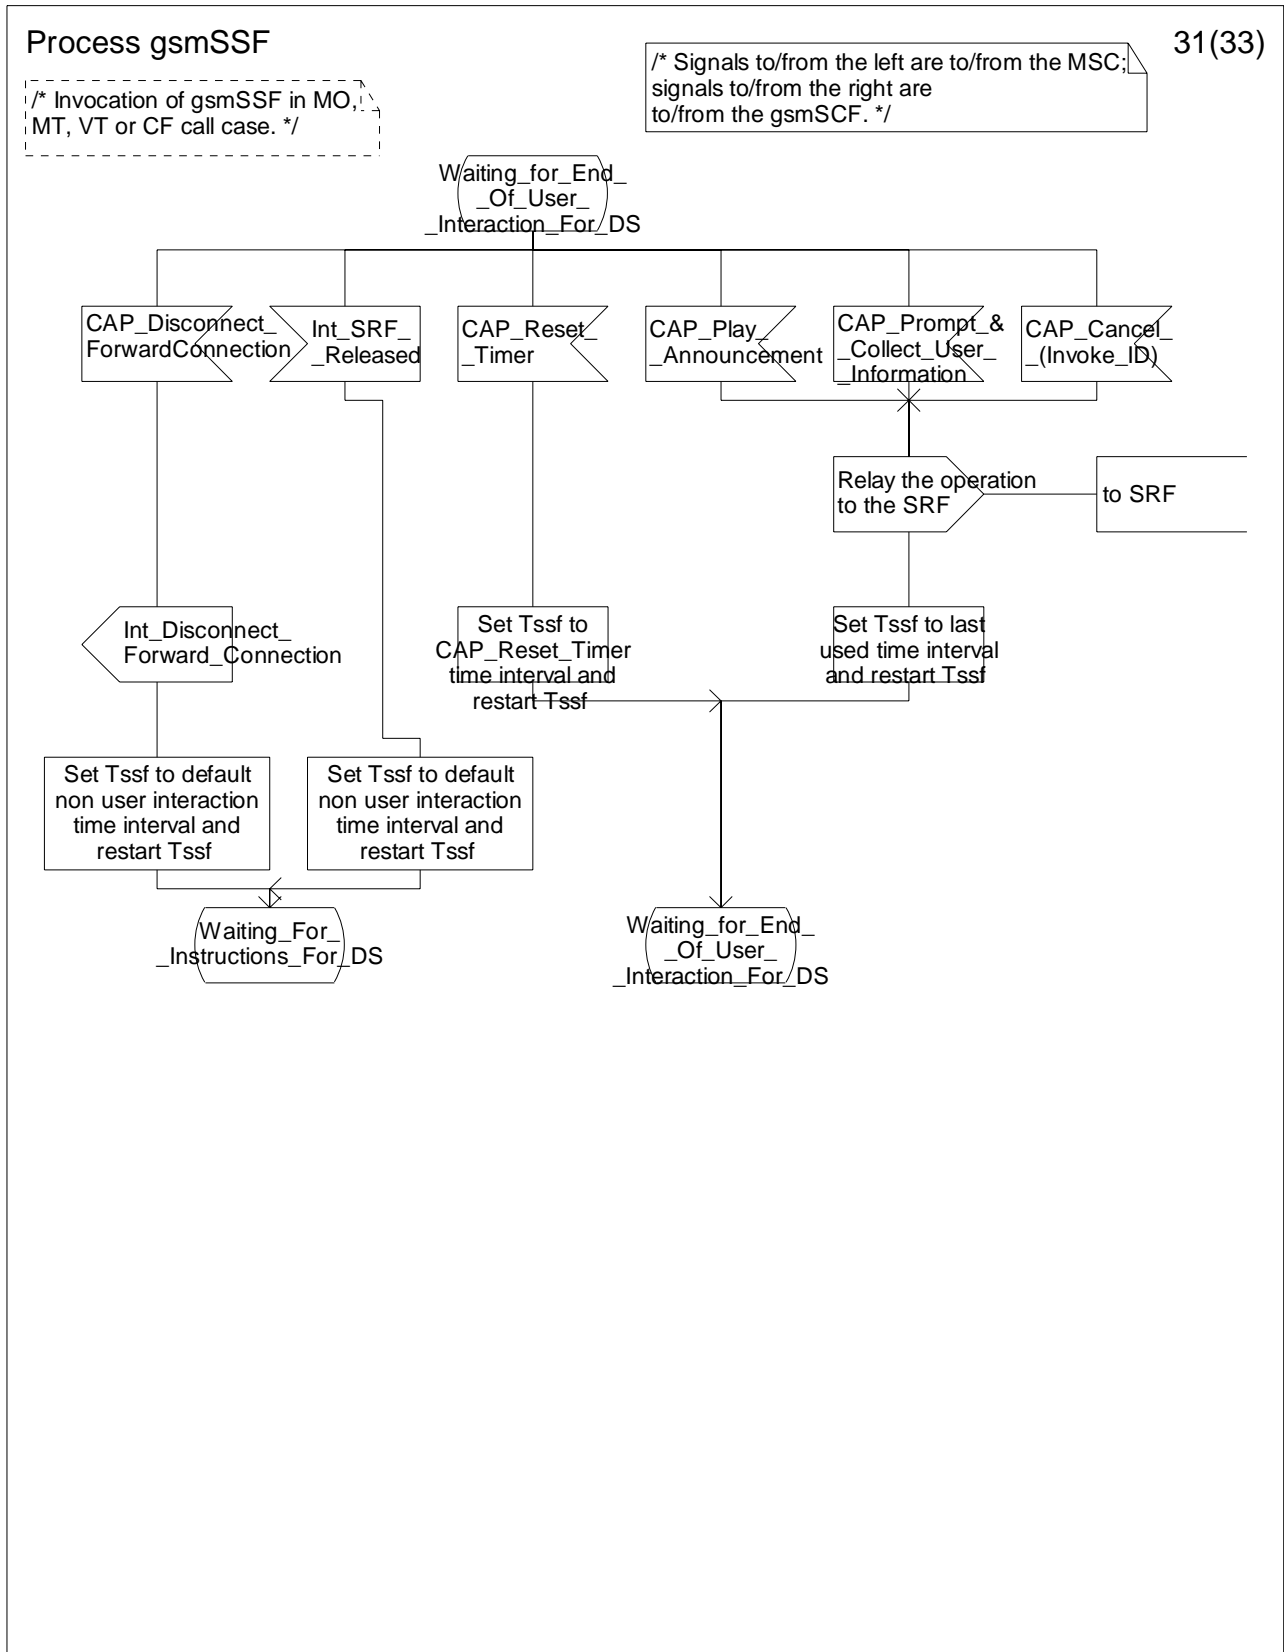 Process gsmSSF
31(33)
/* Invocation of gsmSSF in MO,
MT, VT or CF call case. */
/* Signals to/from the left are to/from the MSC;
signals to/from the right are
to/from the gsmSCF. */
Waiting_for_End_
_Of_User_
_Interaction_For_DS
CAP_Disconnect_
ForwardConnection
Int_SRF_
_Released
CAP_Reset_
_Timer
CAP_Play_
_Announcement
CAP_Prompt_&
_Collect_User_
_Information
CAP_Cancel_
_(Invoke_ID)
Relay the operation
to the SRF
to SRF
Int_Disconnect_
Forward_Connection
Set Tssf to
CAP_Reset_Timer
time interval and
restart Tssf
Set Tssf to last
used time interval
and restart Tssf
Set Tssf to default
non user interaction
time interval and
restart Tssf
Set Tssf to default
non user interaction
time interval and
restart Tssf
Waiting_For_
_Instructions_For_DS
Waiting_for_End_
_Of_User_
_Interaction_For_DS